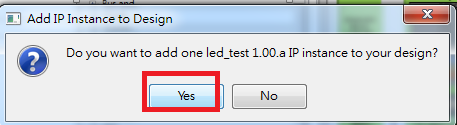 Add IP Instance to Design
Do you want to add one led_test 1.00.a IP instance to your design?
Yes
No